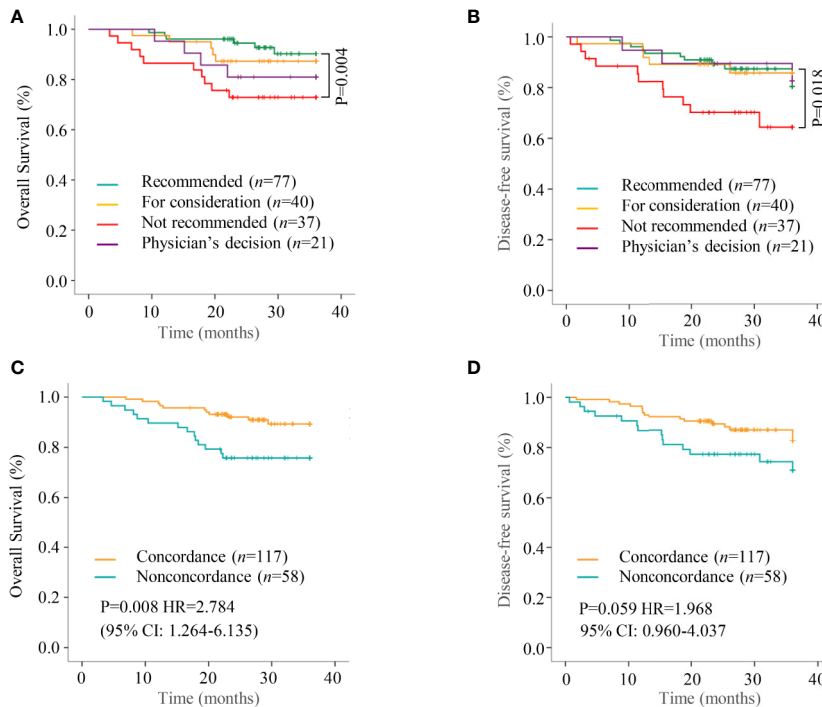 A
Overall Survival (%)
1.0
0.8
0.6
0.4
0.2
0.0
P=0.004
Recommended (n=77)
For consideration (n=40)
Not recommended (n=37)
Physician's decision (n=21)
0 10 20 30 40
Time (months)
B
Disease-free survival (%)
1.0
0.8
0.6
0.4
0.2
0.0
P=0.018
Recommended (n=77)
For consideration (n=40)
Not recommended (n=37)
Physician's decision (n=21)
0 10 20 30 40
Time (months)
C
Overall Survival (%)
1.0
0.8
0.6
0.4
0.2
0.0
Concordance (n=117)
Nonconcordance (n=58)
P=0.008 HR=2.784
(95% CI: 1.264-6.135)
0 10 20 30 40
Time (months)
D
Disease-free survival (%)
1.0
0.8
0.6
0.4
0.2
0.0
Concordance (n=117)
Nonconcordance (n=58)
P=0.059 HR=1.968
95% CI: 0.960-4.037
0 10 20 30 40
Time (months)